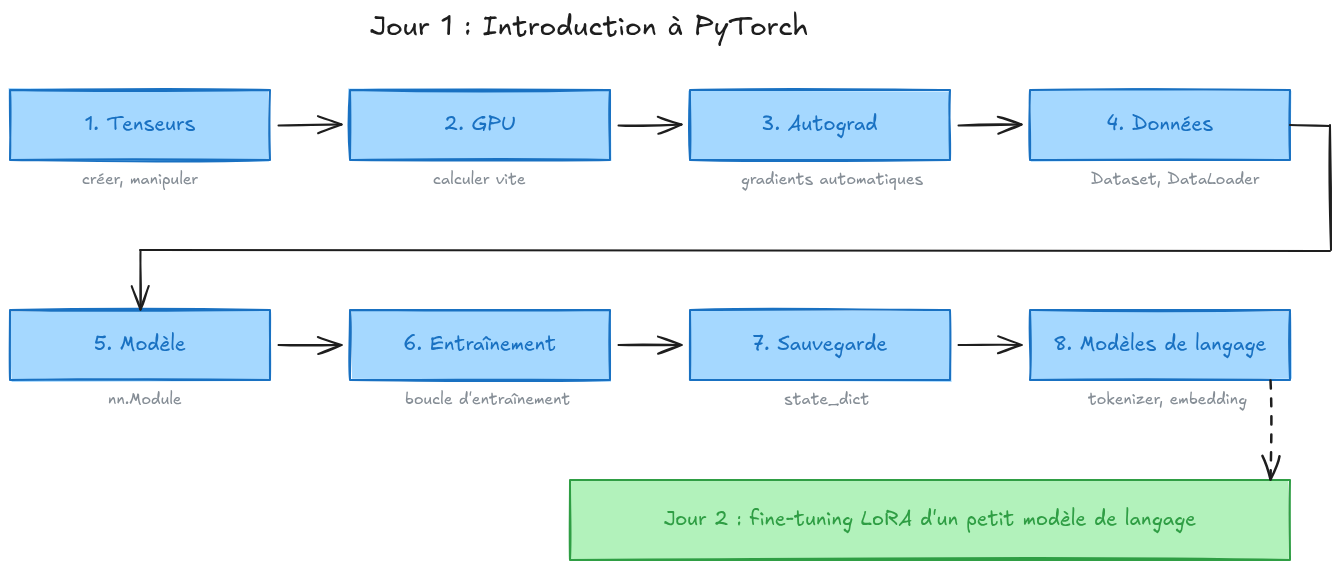 Jour 1 : Introduction à PyTorch
1. Tenseurs
créer, manipuler
2. GPU
calculer vite
3. Autograd
gradients automatiques
4. Données
Dataset, DataLoader
5. Modèle
nn.Module
6. Entraînement
boucle d'entraînement
7. Sauvegarde
state_dict
8. Modèles de langage
tokenizer, embedding
Jour 2 : fine-tuning LoRA d'un petit modèle de langage